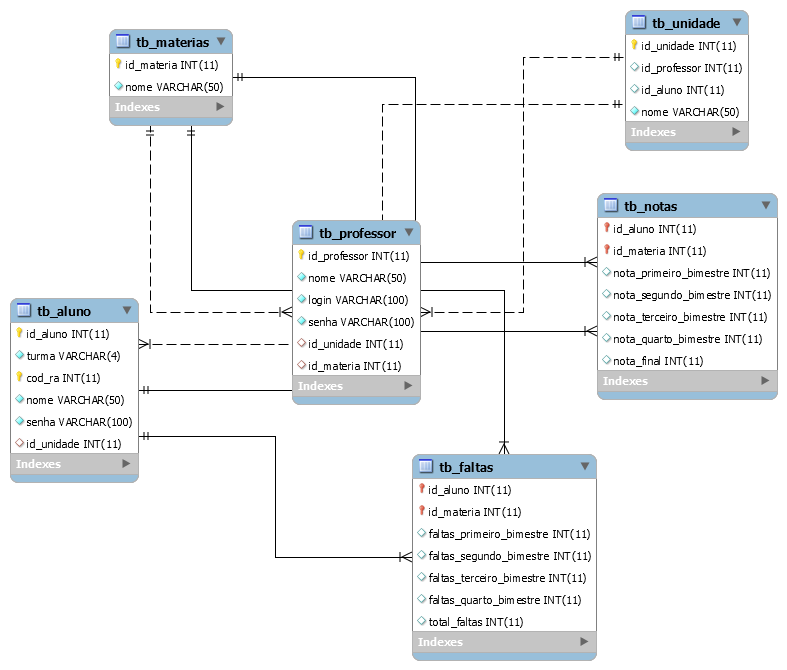 tb_materias
id_materia INT(11)
nome VARCHAR(50)
Indexes
tb_unidade
id_unidade INT(11)
id_professor INT(11)
id_aluno INT(11)
nome VARCHAR(50)
Indexes
tb_professor
id_professor INT(11)
nome VARCHAR(50)
login VARCHAR(100)
senha VARCHAR(100)
id_unidade INT(11)
id_materia INT(11)
Indexes
tb_notas
id_aluno INT(11)
id_materia INT(11)
nota_primeiro_bimestre INT(11)
nota_segundo_bimestre INT(11)
nota_terceiro_bimestre INT(11)
nota_quarto_bimestre INT(11)
nota_final INT(11)
Indexes
tb_aluno
id_aluno INT(11)
turma VARCHAR(4)
cod_ra INT(11)
nome VARCHAR(50)
senha VARCHAR(100)
id_unidade INT(11)
Indexes
tb_faltas
id_aluno INT(11)
id_materia INT(11)
faltas_primeiro_bimestre INT(11)
faltas_segundo_bimestre INT(11)
faltas_terceiro_bimestre INT(11)
faltas_quarto_bimestre INT(11)
total_faltas INT(11)
Indexes